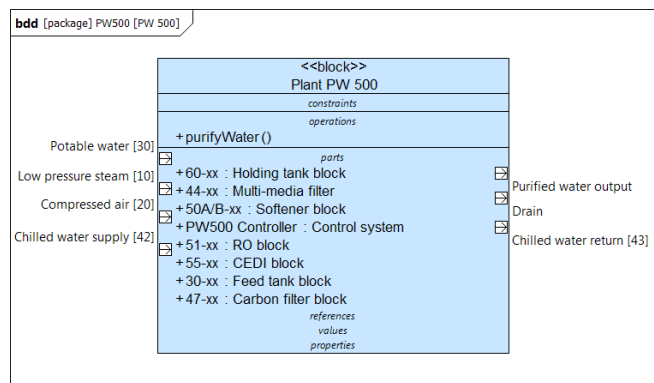 bdd [package] PW500 [PW 500]
<<block>>
Plant PW 500
constraints
operations
+purifyWater()
parts
+60-xx : Holding tank block
+44-xx : Multi-media filter
+50A/B-xx : Softener block
+PW500 Controller : Control system
+51-xx : RO block
+55-xx : CEDI block
+30-xx : Feed tank block
+47-xx : Carbon filter block
references
values
properties
Potable water [30]
Low pressure steam [10]
Compressed air [20]
Chilled water supply [42]
Purified water output
Drain
Chilled water return [43]